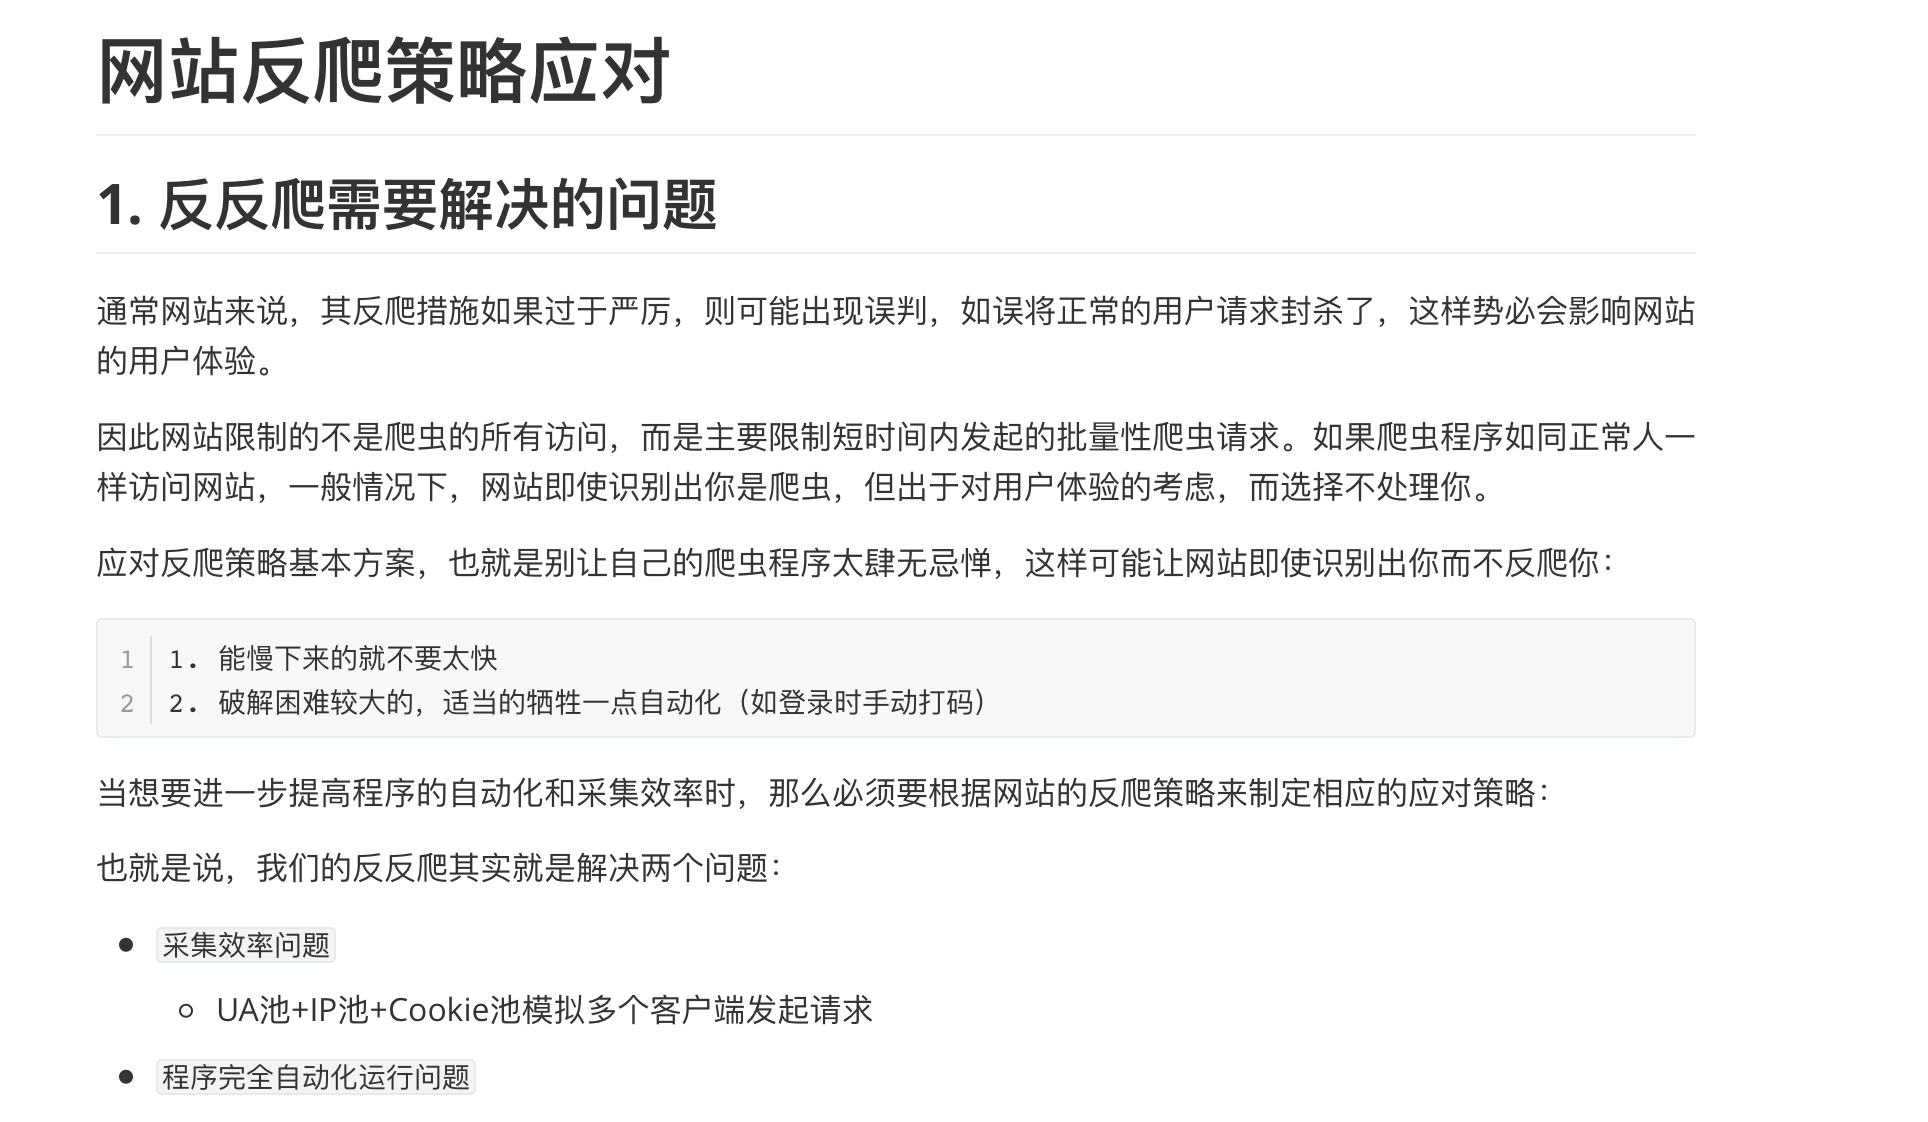 网站反爬策略应对
1. 反反爬需要解决的问题
通常网站来说，其反爬措施如果过于严厉，则可能出现误判，如误将正常的用户请求封杀了，这样势必会影响网站
的用户体验。
因此网站限制的不是爬虫的所有访问，而是主要限制短时间内发起的批量性爬虫请求。如果爬虫程序如同正常人一
样访问网站，一般情况下，网站即使识别出你是爬虫，但出于对用户体验的考虑，而选择不处理你。
应对反爬策略基本方案，也就是别让自己的爬虫程序太肆无忌惮，这样可能让网站即使识别出你而不反爬你：
1 1. 能慢下来的就不要太快
2 2. 破解困难较大的，适当的牺牲一点自动化（如登录时手动打码）
当想要进一步提高程序的自动化和采集效率时，那么必须要根据网站的反爬策略来制定相应的应对策略：
也就是说，我们的反反爬其实就是解决两个问题：
采集效率问题
UA池+IP池+Cookie池模拟多个客户端发起请求
程序完全自动化运行问题